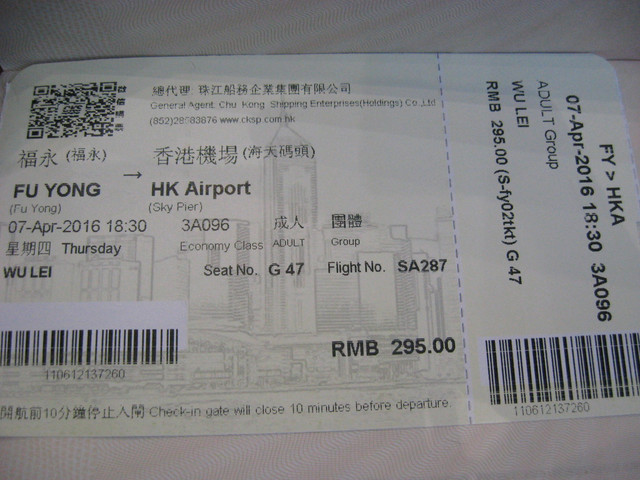 總代理: 珠江船務企業集團有限公司
General Agent: Chu Kong Shipping Enterprises(Holdings) Co.,Ltd
(852)28583876 www.cksp.com.hk
福永 (福永) → 香港機場 (海天碼頭)
FU YONG HK Airport
(Fu Yong) (Sky Pier)
07-Apr-2016 18:30 3A096 成人 團體
星期四 Thursday Economy Class ADULT Group
WU LEI Seat No. G 47 Flight No. SA287
RMB 295.00
110612137260
開航前10分鐘停止入閘 Check-in gate will close 10 minutes before departure.
FY > HKA
07-Apr-2016 18:30 3A096
ADULT Group
WU LEI
RMB 295.00 (S-fy02tkt) G 47
110612137260